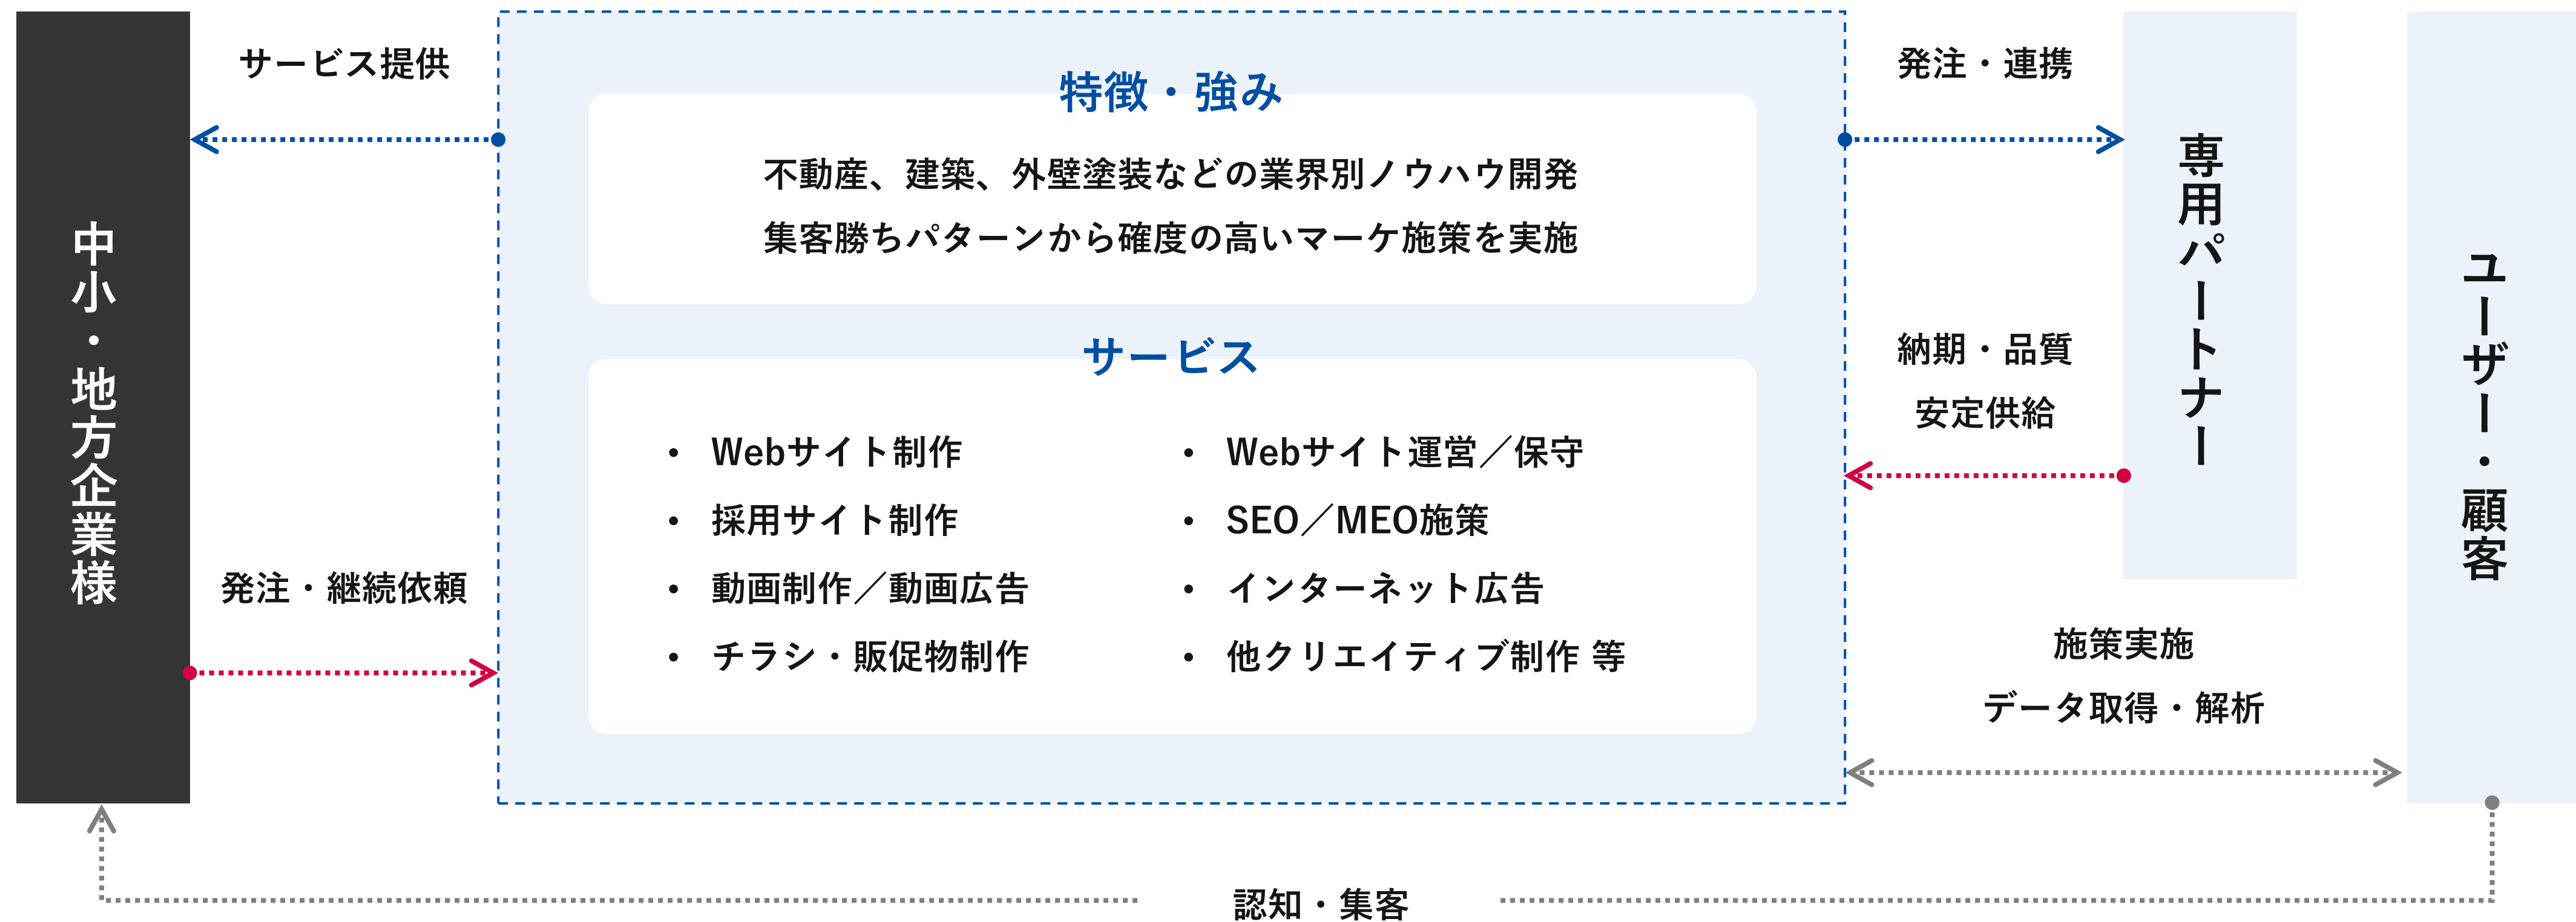 中小・地方企業様
サービス提供
発注・継続依頼
特徴・強み
不動産、建築、外壁塗装などの業界別ノウハウ開発
集客勝ちパターンから確度の高いマーケ施策を実施
サービス
• Webサイト制作
• 採用サイト制作
• 動画制作／動画広告
• チラシ・販促物制作
• Webサイト運営／保守
• SEO／MEO施策
• インターネット広告
• 他クリエイティブ制作 等
発注・連携
納期・品質
安定供給
専用パートナー
施策実施
データ取得・解析
ユーザー・顧客
認知・集客